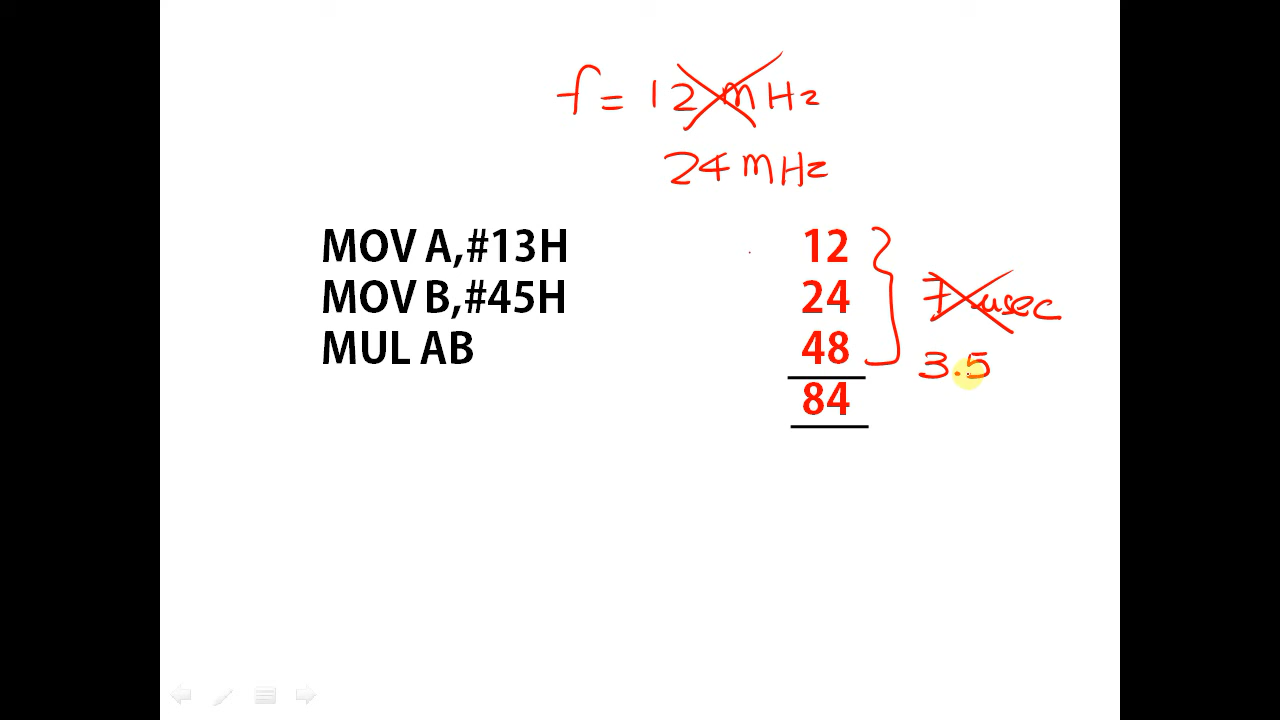 f = 12 mHz
24 mHz
MOV A,#13H 12
MOV B,#45H 24 7 usec
MUL AB 48 3.5
84